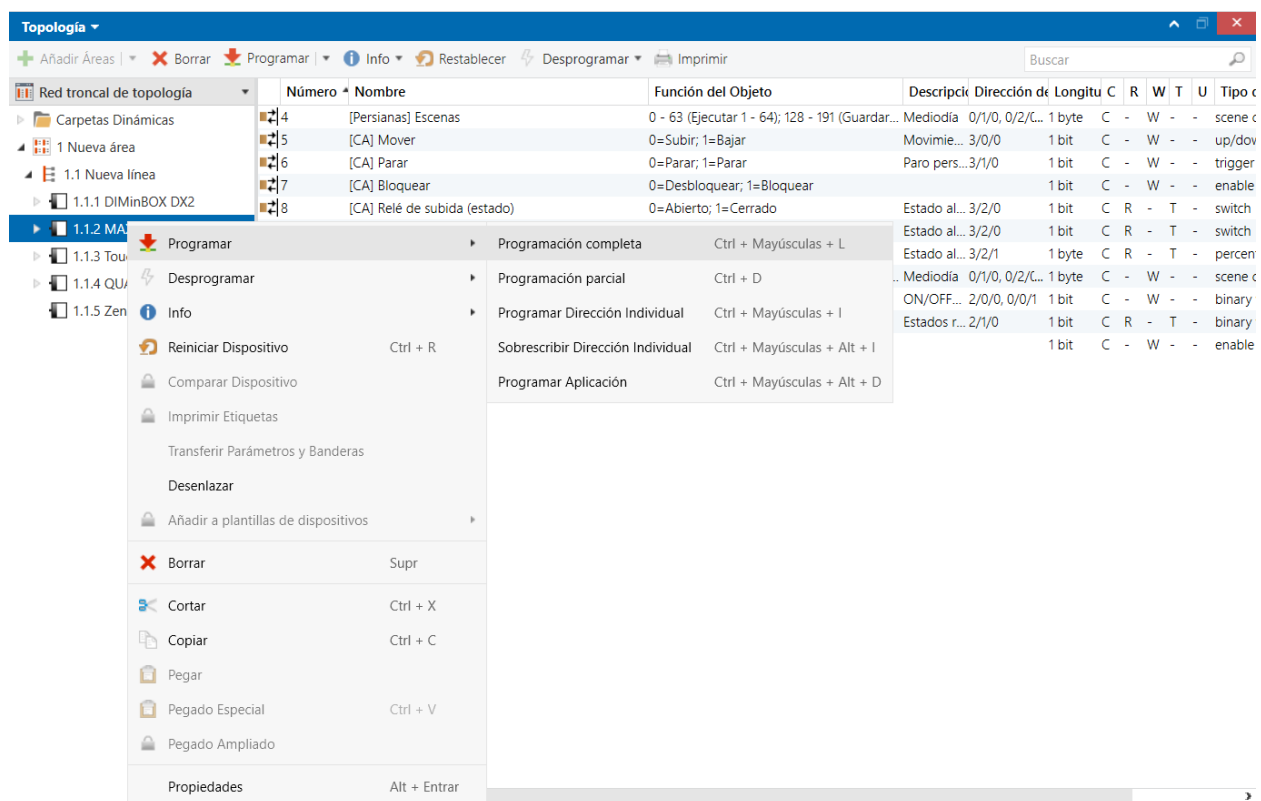 Topología
Añadir Áreas Borrar Programar Info Restablecer Desprogramar Imprimir Buscar
Red troncal de topología
Número Nombre Función del Objeto Descripció Dirección de Longitu C R W T U Tipo d
Carpetas Dinámicas
1 Nueva área
1.1 Nueva línea
1.1.1 DIMinBOX DX2
1.1.2 MA
1.1.3 Tou
1.1.4 QUA
1.1.5 Zen
4 [Persianas] Escenas 0 - 63 (Ejecutar 1 - 64); 128 - 191 (Guardar... Mediodía 0/1/0, 0/2/0... 1 byte C - W - - scene c
5 [CA] Mover 0=Subir; 1=Bajar Movimie... 3/0/0 1 bit C - W - - up/dow
6 [CA] Parar 0=Parar; 1=Parar Paro pers... 3/1/0 1 bit C - W - - trigger
7 [CA] Bloquear 0=Desbloquear; 1=Bloquear 1 bit C - W - - enable
8 [CA] Relé de subida (estado) 0=Abierto; 1=Cerrado Estado al... 3/2/0 1 bit C R - T - switch
Estado al... 3/2/0 1 bit C R - T - switch
Estado al... 3/2/1 1 byte C R - T - percen
Mediodía 0/1/0, 0/2/0... 1 byte C - W - - scene c
ON/OFF... 2/0/0, 0/0/1 1 bit C - W - - binary
Estados r... 2/1/0 1 bit C R - T - binary
1 bit C - W - - enable
Programar
Desprogramar
Info
Reiniciar Dispositivo Ctrl + R
Comparar Dispositivo
Imprimir Etiquetas
Transferir Parámetros y Banderas
Desenlazar
Añadir a plantillas de dispositivos
Borrar Supr
Cortar Ctrl + X
Copiar Ctrl + C
Pegar
Pegado Especial Ctrl + V
Pegado Ampliado
Propiedades Alt + Entrar
Programación completa Ctrl + Mayúsculas + L
Programación parcial Ctrl + D
Programar Dirección Individual Ctrl + Mayúsculas + I
Sobrescribir Dirección Individual Ctrl + Mayúsculas + Alt + I
Programar Aplicación Ctrl + Mayúsculas + Alt + D